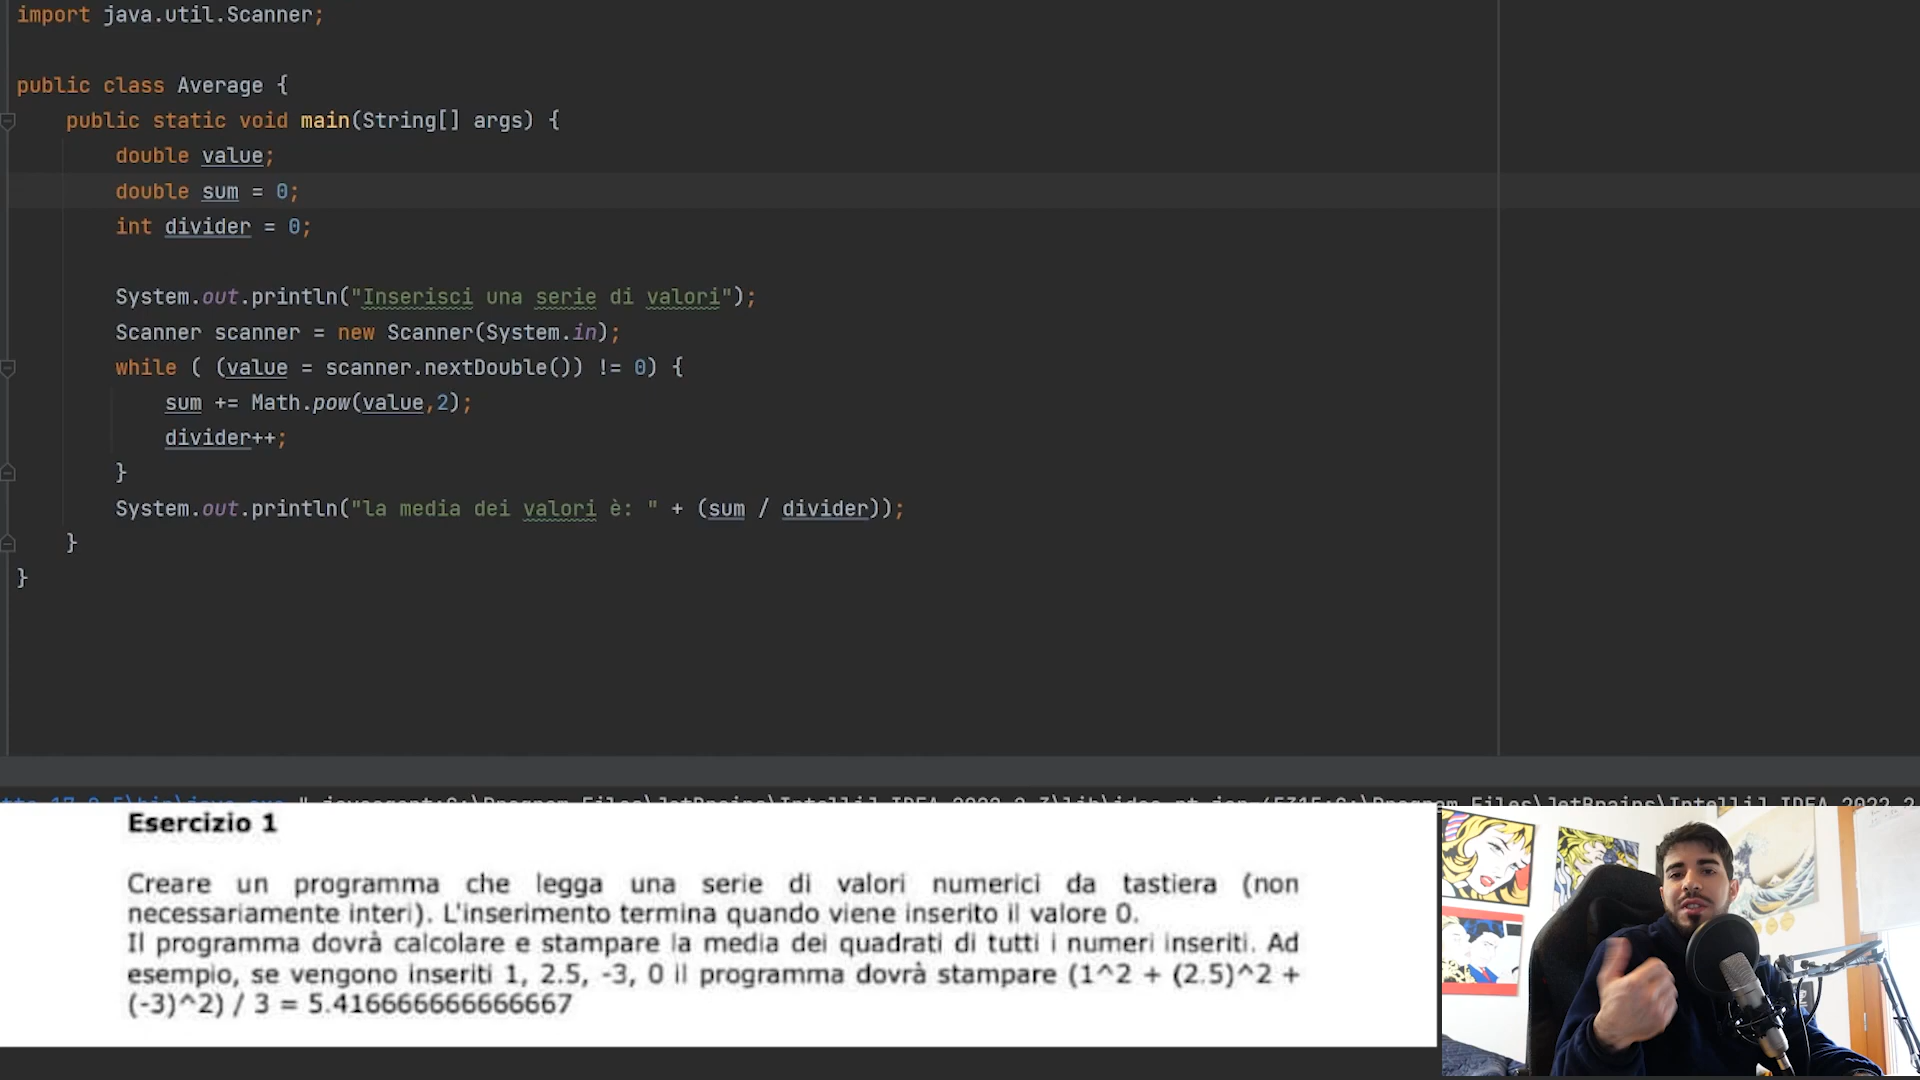 import java.util.Scanner;
public class Average {
public static void main(String[] args) {
double value;
double sum = 0;
int divider = 0;
System.out.println("Inserisci una serie di valori");
Scanner scanner = new Scanner(System.in);
while ( (value = scanner.nextDouble()) != 0) {
sum += Math.pow(value,2);
divider++;
}
System.out.println("la media dei valori è: " + (sum / divider));
}
}
Esercizio 1
Creare un programma che legga una serie di valori numerici da tastiera (non
necessariamente interi). L'inserimento termina quando viene inserito il valore 0.
Il programma dovrà calcolare e stampare la media dei quadrati di tutti i numeri inseriti. Ad
esempio, se vengono inseriti 1, 2.5, -3, 0 il programma dovrà stampare (1^2 + (2.5)^2 +
(-3)^2) / 3 = 5.416666666666667